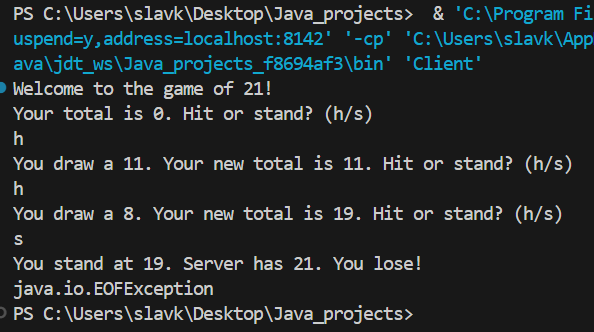 PS C:\Users\slavk\Desktop\Java_projects>  & 'C:\Program Fi
uspend=y,address=localhost:8142' '-cp' 'C:\Users\slavk\App
ava\jdt_ws\Java_projects_f8694af3\bin' 'Client'
Welcome to the game of 21!
Your total is 0. Hit or stand? (h/s)
h
You draw a 11. Your new total is 11. Hit or stand? (h/s)
h
You draw a 8. Your new total is 19. Hit or stand? (h/s)
s
You stand at 19. Server has 21. You lose!
java.io.EOFException
PS C:\Users\slavk\Desktop\Java_projects>